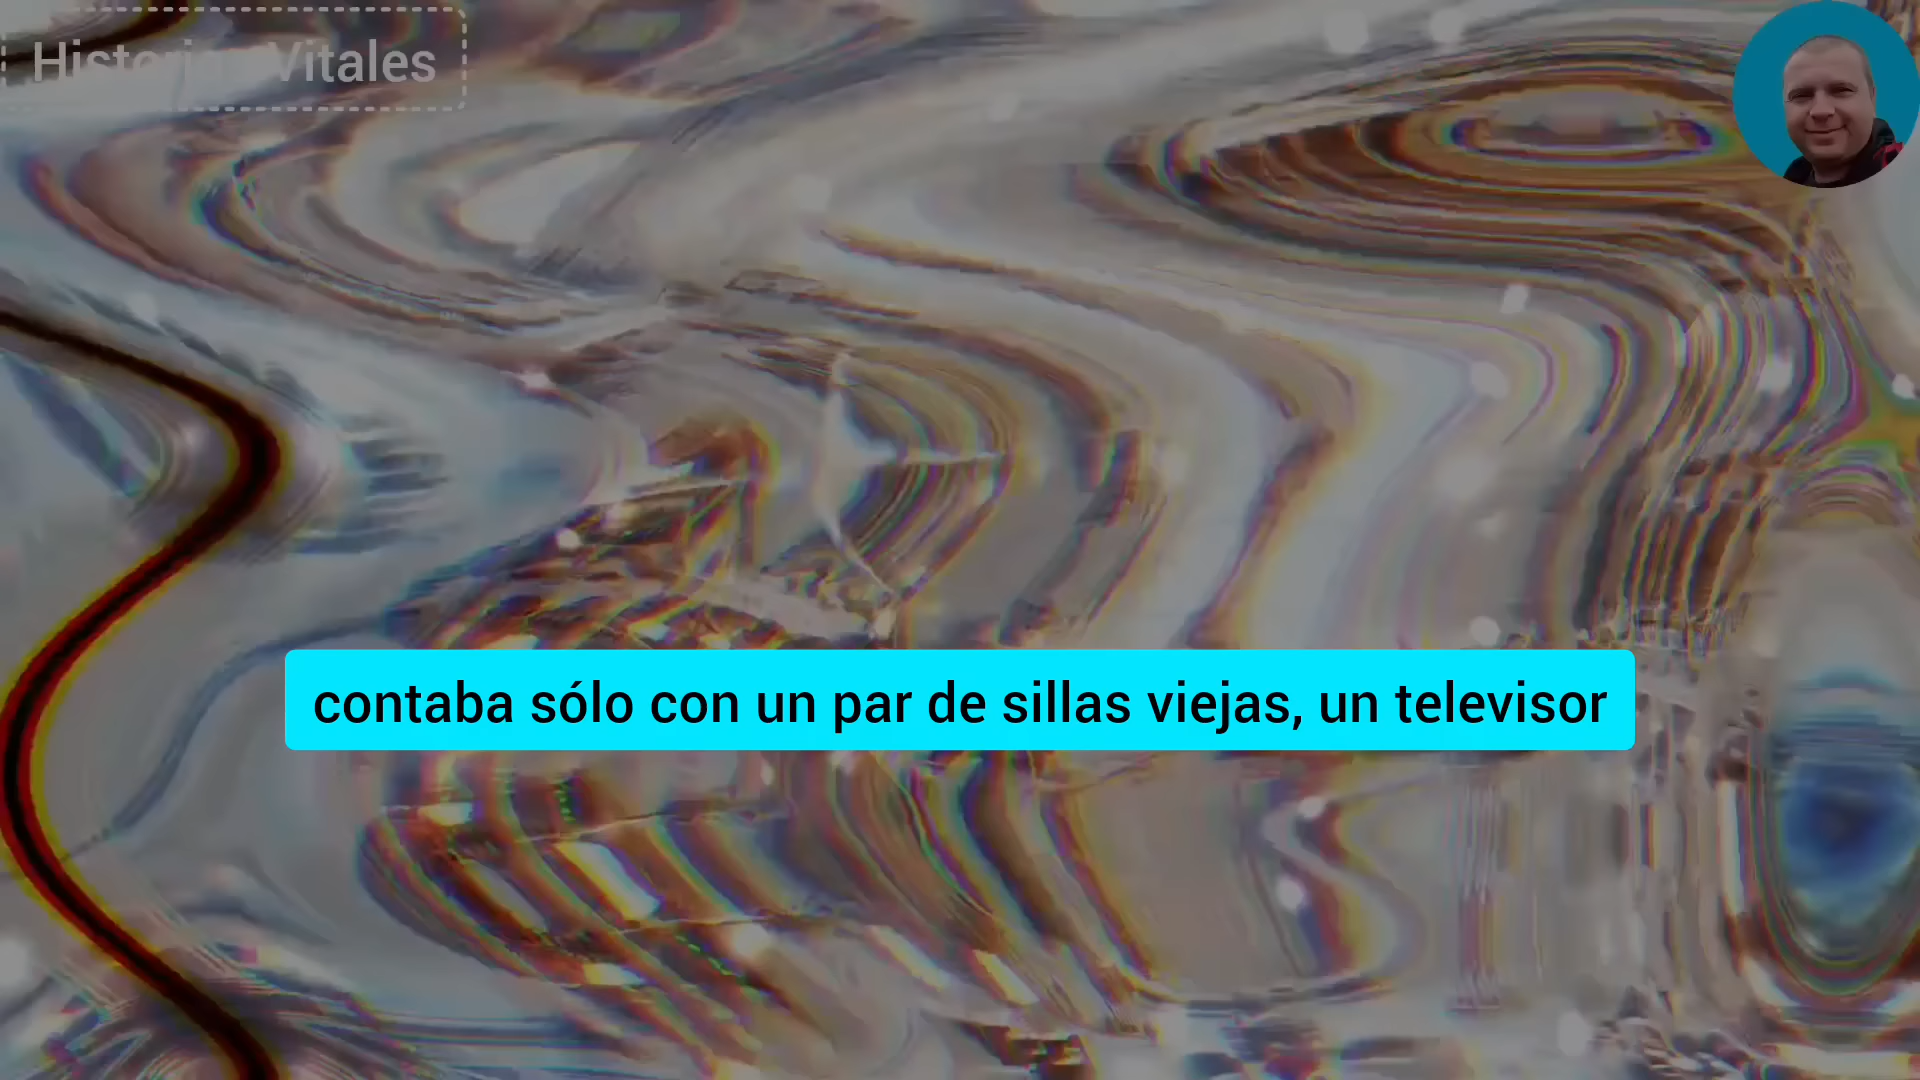 Historias Vitales
contaba sólo con un par de sillas viejas, un televisor